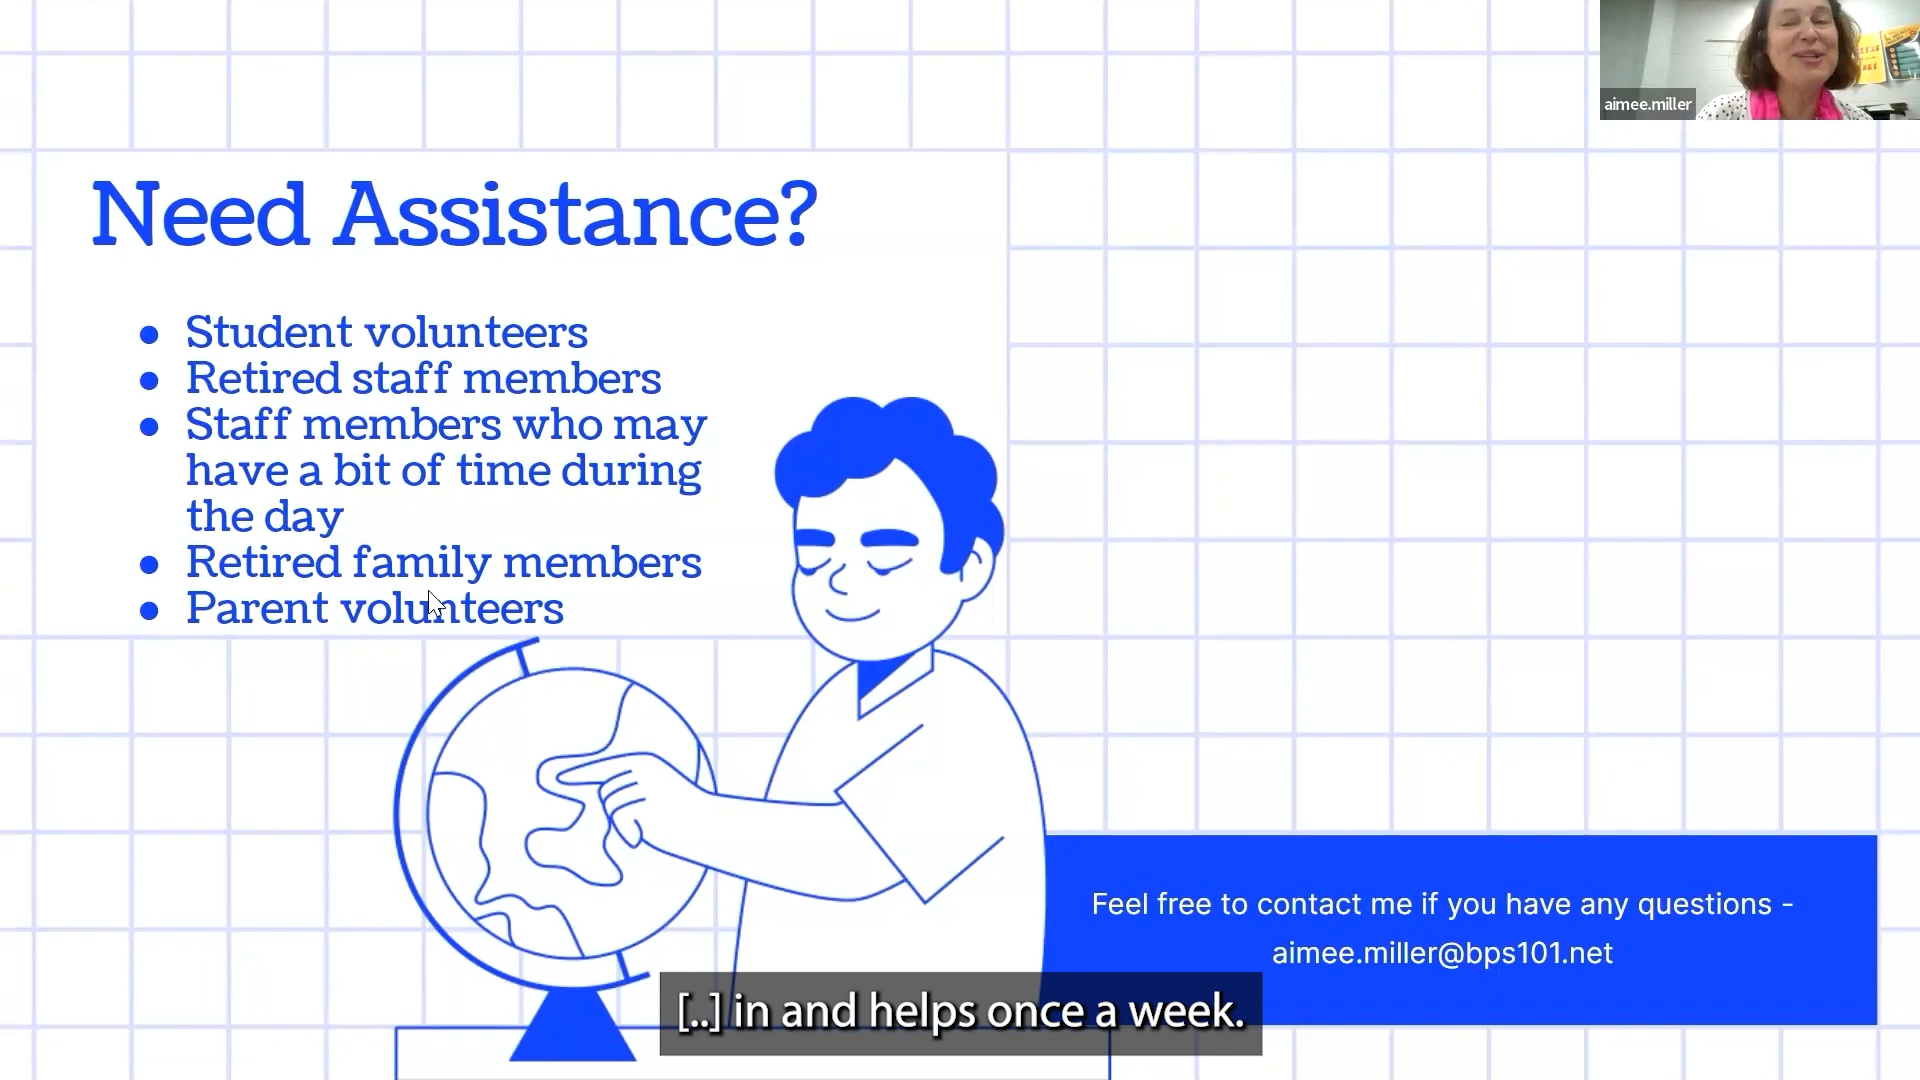 aimee.miller
Need Assistance?
● Student volunteers
● Retired staff members
● Staff members who may
have a bit of time during
the day
● Retired family members
● Parent volunteers
Feel free to contact me if you have any questions -
aimee.miller@bps101.net
[..] in and helps once a week.